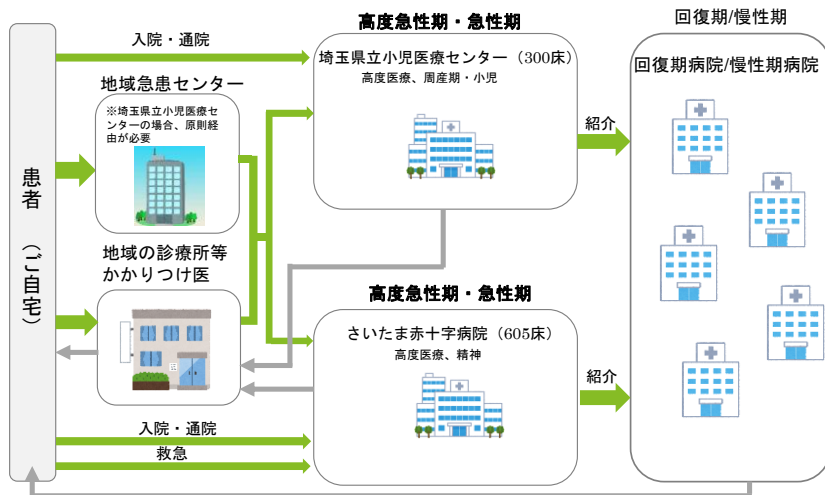 高度急性期・急性期
回復期/慢性期
入院・通院
埼玉県立小児医療センター（300床）
高度医療、周産期・小児
回復期病院/慢性期病院
地域急患センター
※埼玉県立小児医療セ
ンターの場合、原則経
由が必要
紹介
患者　（ご自宅）
地域の診療所等
かかりつけ医
高度急性期・急性期
さいたま赤十字病院（605床）
高度医療、精神
紹介
入院・通院
救急